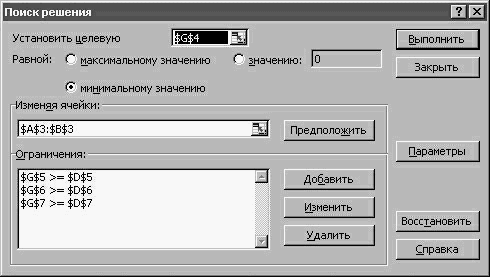 Поиск решения
Установить целевую $G$4 Выполнить
Равной: максимальному значению значению: 0 Закрыть
минимальному значению
Изменяя ячейки:
$A$3:$B$3 Предположить
Ограничения: Параметры
$G$5 >= $D$5 Добавить
$G$6 >= $D$6
$G$7 >= $D$7 Изменить
Восстановить
Удалить
Справка